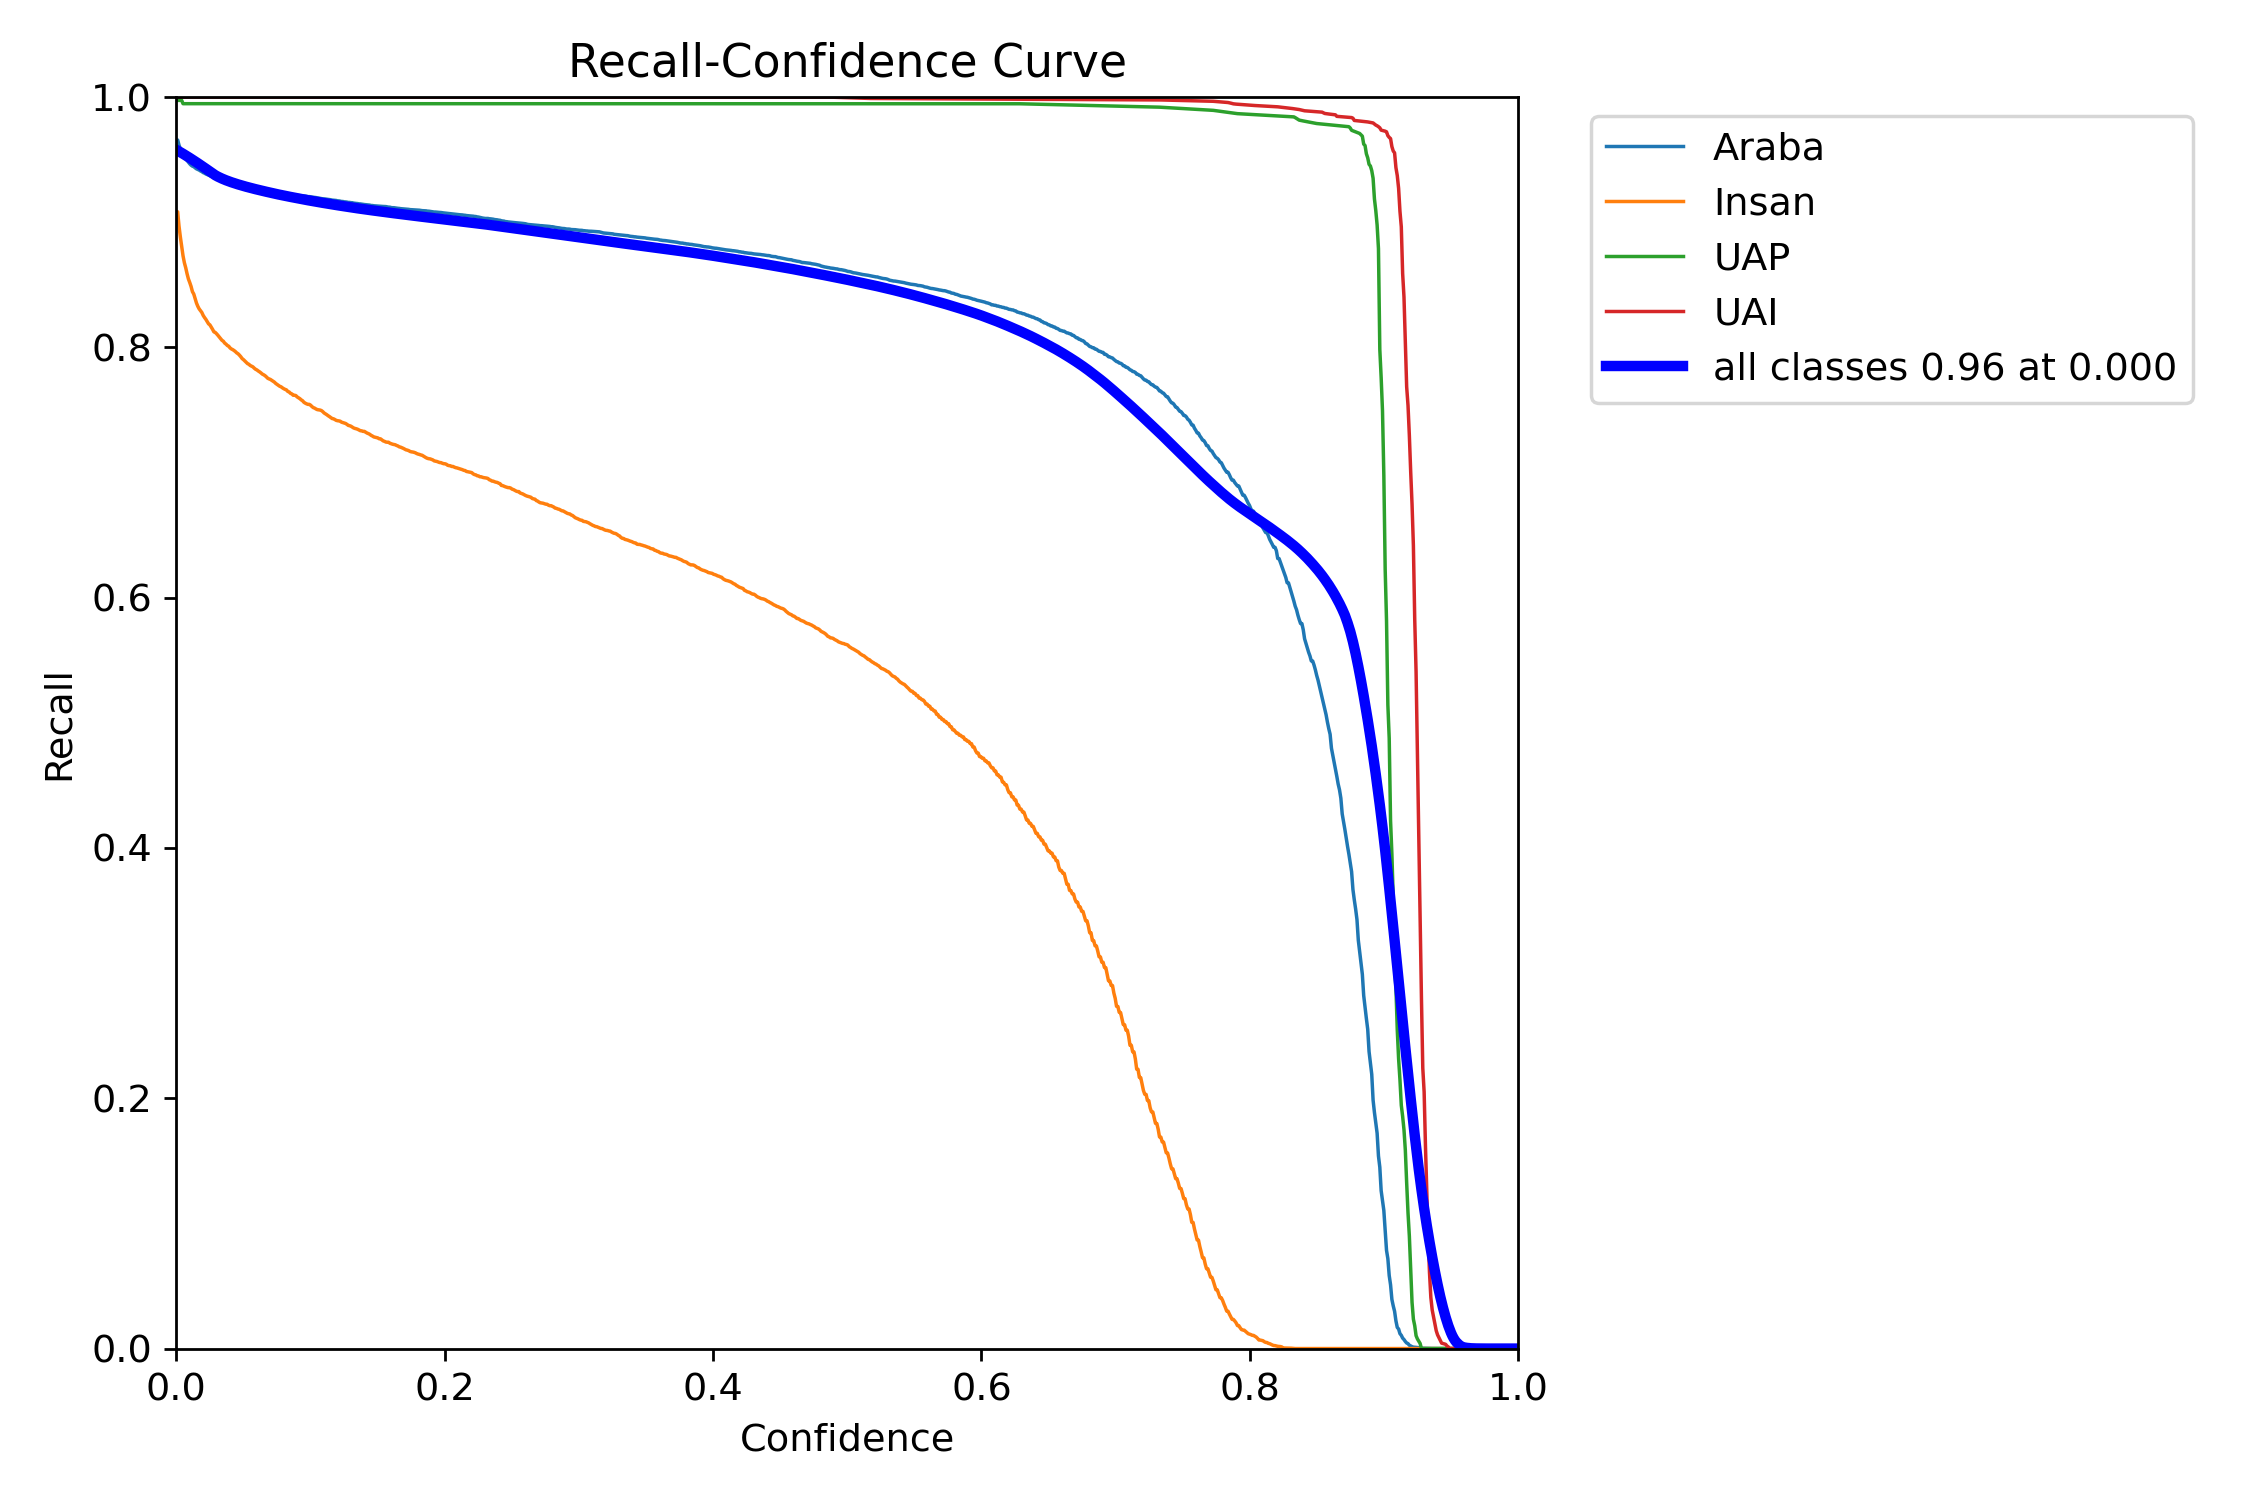 Recall-Confidence Curve
1.0
0.8
0.6
0.4
0.2
0.0
Recall
0.0 0.2 0.4 0.6 0.8 1.0
Confidence
Araba
Insan
UAP
UAI
all classes 0.96 at 0.000